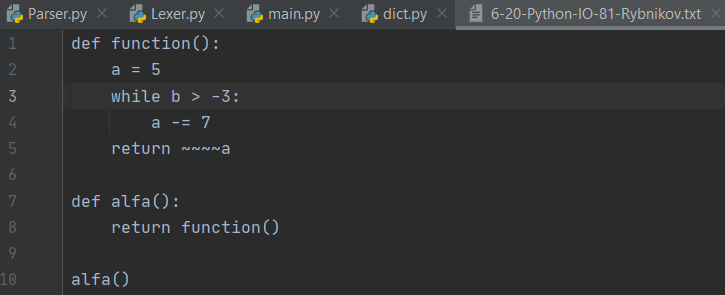 Parser.py × Lexer.py × main.py × dict.py × 6-20-Python-IO-81-Rybnikov.txt ×
1 def function():
2     a = 5
3     while b > -3:
4         a -= 7
5     return ~~~~a
6
7 def alfa():
8     return function()
9
10 alfa()